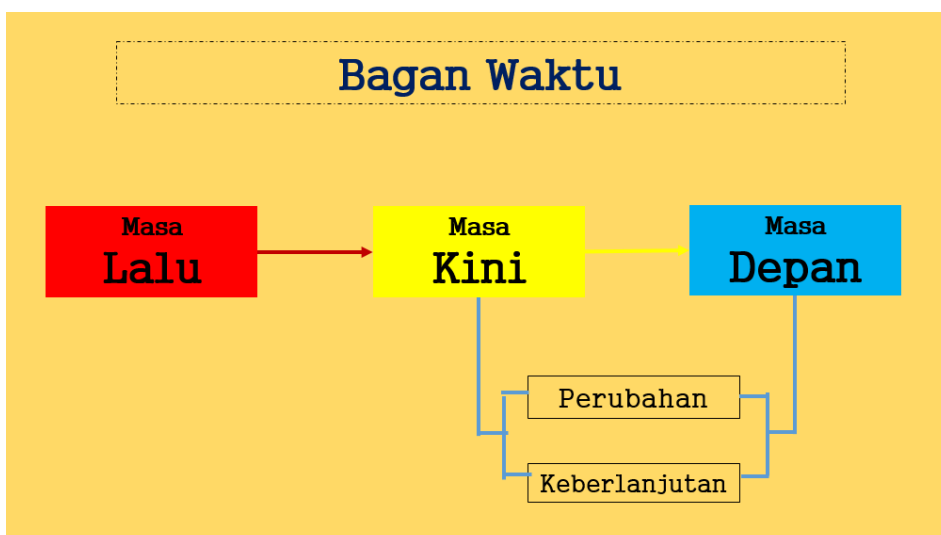 Bagan Waktu
Masa
Lalu
Masa
Kini
Masa
Depan
Perubahan
Keberlanjutan